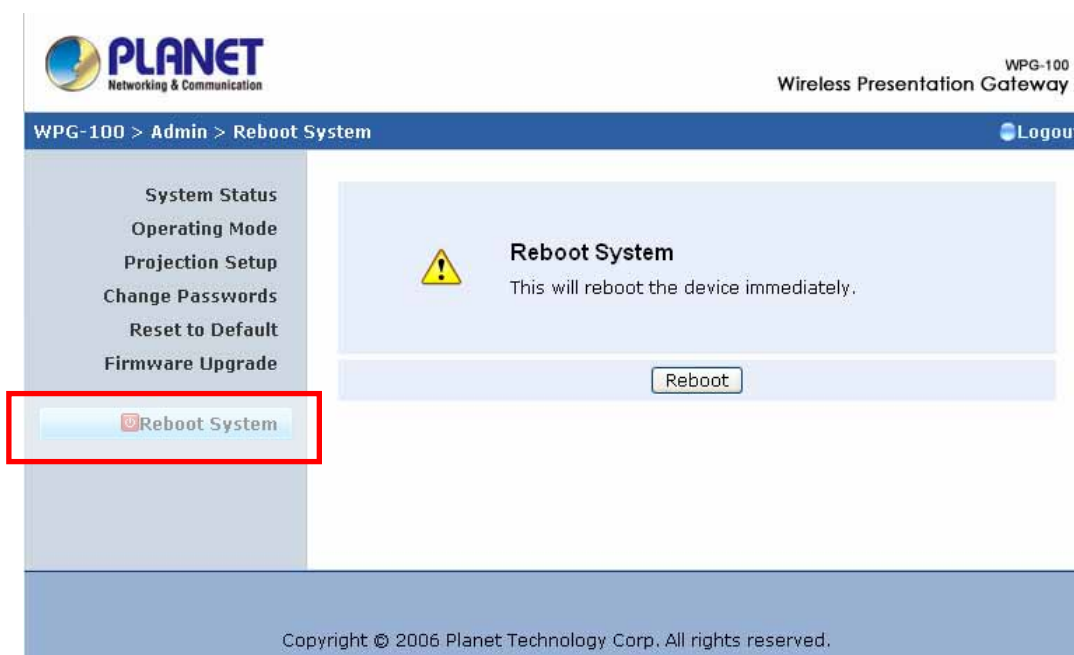 PLANET
Networking & Communication
WPG-100
Wireless Presentation Gateway
WPG-100 > Admin > Reboot System
Logout
System Status
Operating Mode
Projection Setup
Change Passwords
Reset to Default
Firmware Upgrade
Reboot System
Reboot System
This will reboot the device immediately.
Reboot
Copyright © 2006 Planet Technology Corp. All rights reserved.